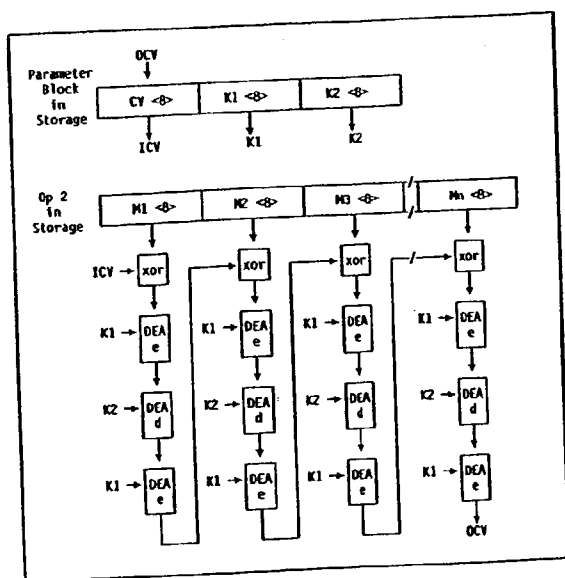 OCV
Parameter
Block
in
Storage
CV <8> K1 <8> K2 <8>
ICV K1 K2
Op 2
in
Storage
M1 <8> M2 <8> M3 <8> / / Mn <8>
ICV xor xor xor / xor
K1 DEA e K1 DEA e K1 DEA e K1 DEA e
K2 DEA d K2 DEA d K2 DEA d K2 DEA d
K1 DEA e K1 DEA e K1 DEA e K1 DEA e
OCV